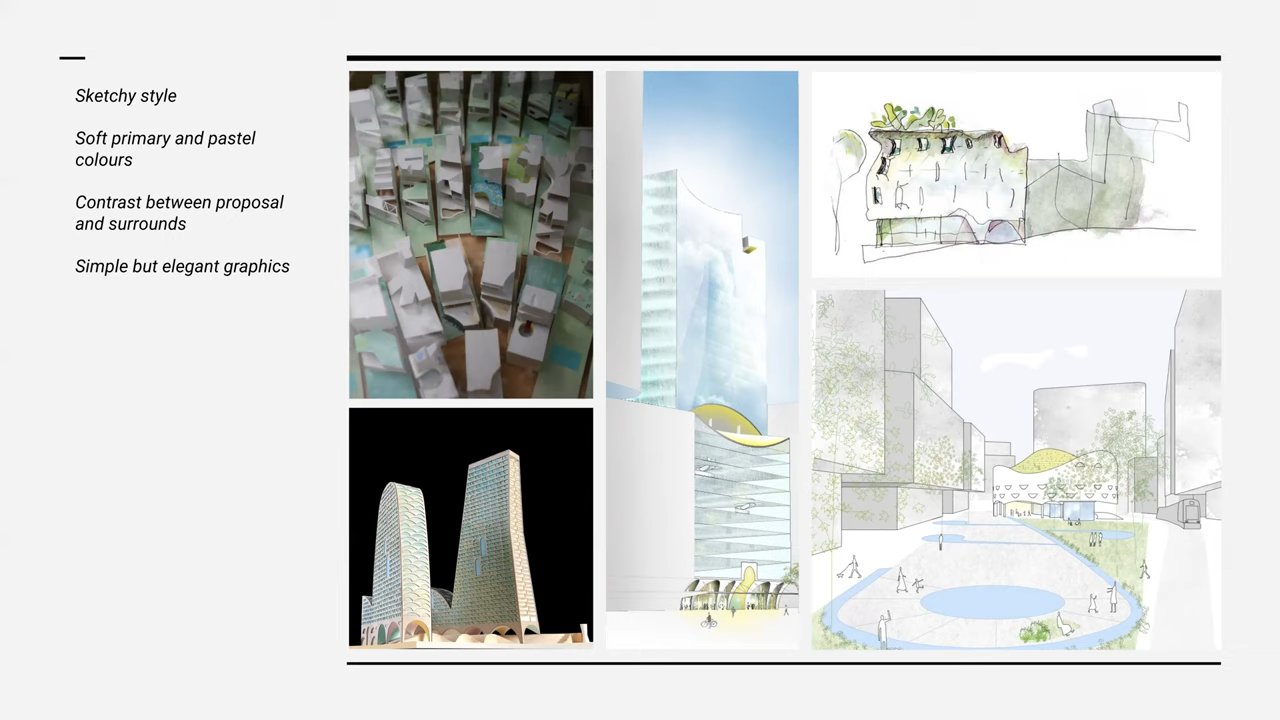 Sketchy style
Soft primary and pastel
colours
Contrast between proposal
and surrounds
Simple but elegant graphics